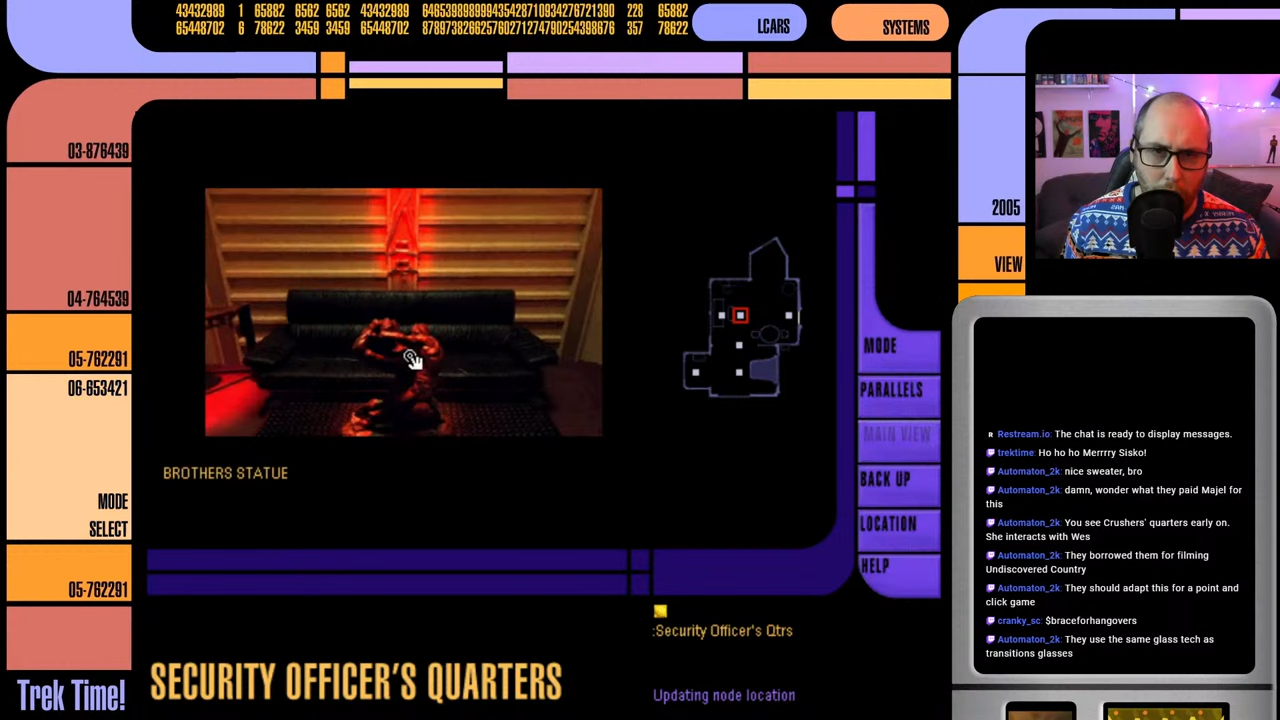 43432989 1 65882 6562 6562 43432989 64653989899435428710934276721390 228 65882
65448702 6 78622 3459 3459 65448702 878973826625760271274790254398676 357 78622
LCARS
SYSTEMS
03-876439
04-764539
05-762291
06-653421
MODE
SELECT
05-762291
2005
VIEW
BROTHERS STATUE
MODE
PARALLELS
MAIN VIEW
BACK UP
LOCATION
HELP
:Security Officer's Qtrs
Updating node location
Trek Time!
SECURITY OFFICER'S QUARTERS
R Restream.io: The chat is ready to display messages.
trektime: Ho ho ho Merrrry Sisko!
Automaton_2k: nice sweater, bro
Automaton_2k: damn, wonder what they paid Majel for
this
Automaton_2k: You see Crushers' quarters early on.
She interacts with Wes
Automaton_2k: They borrowed them for filming
Undiscovered Country
Automaton_2k: They should adapt this for a point and
click game
cranky_sc: $braceforhangovers
Automaton_2k: They use the same glass tech as
transitions glasses